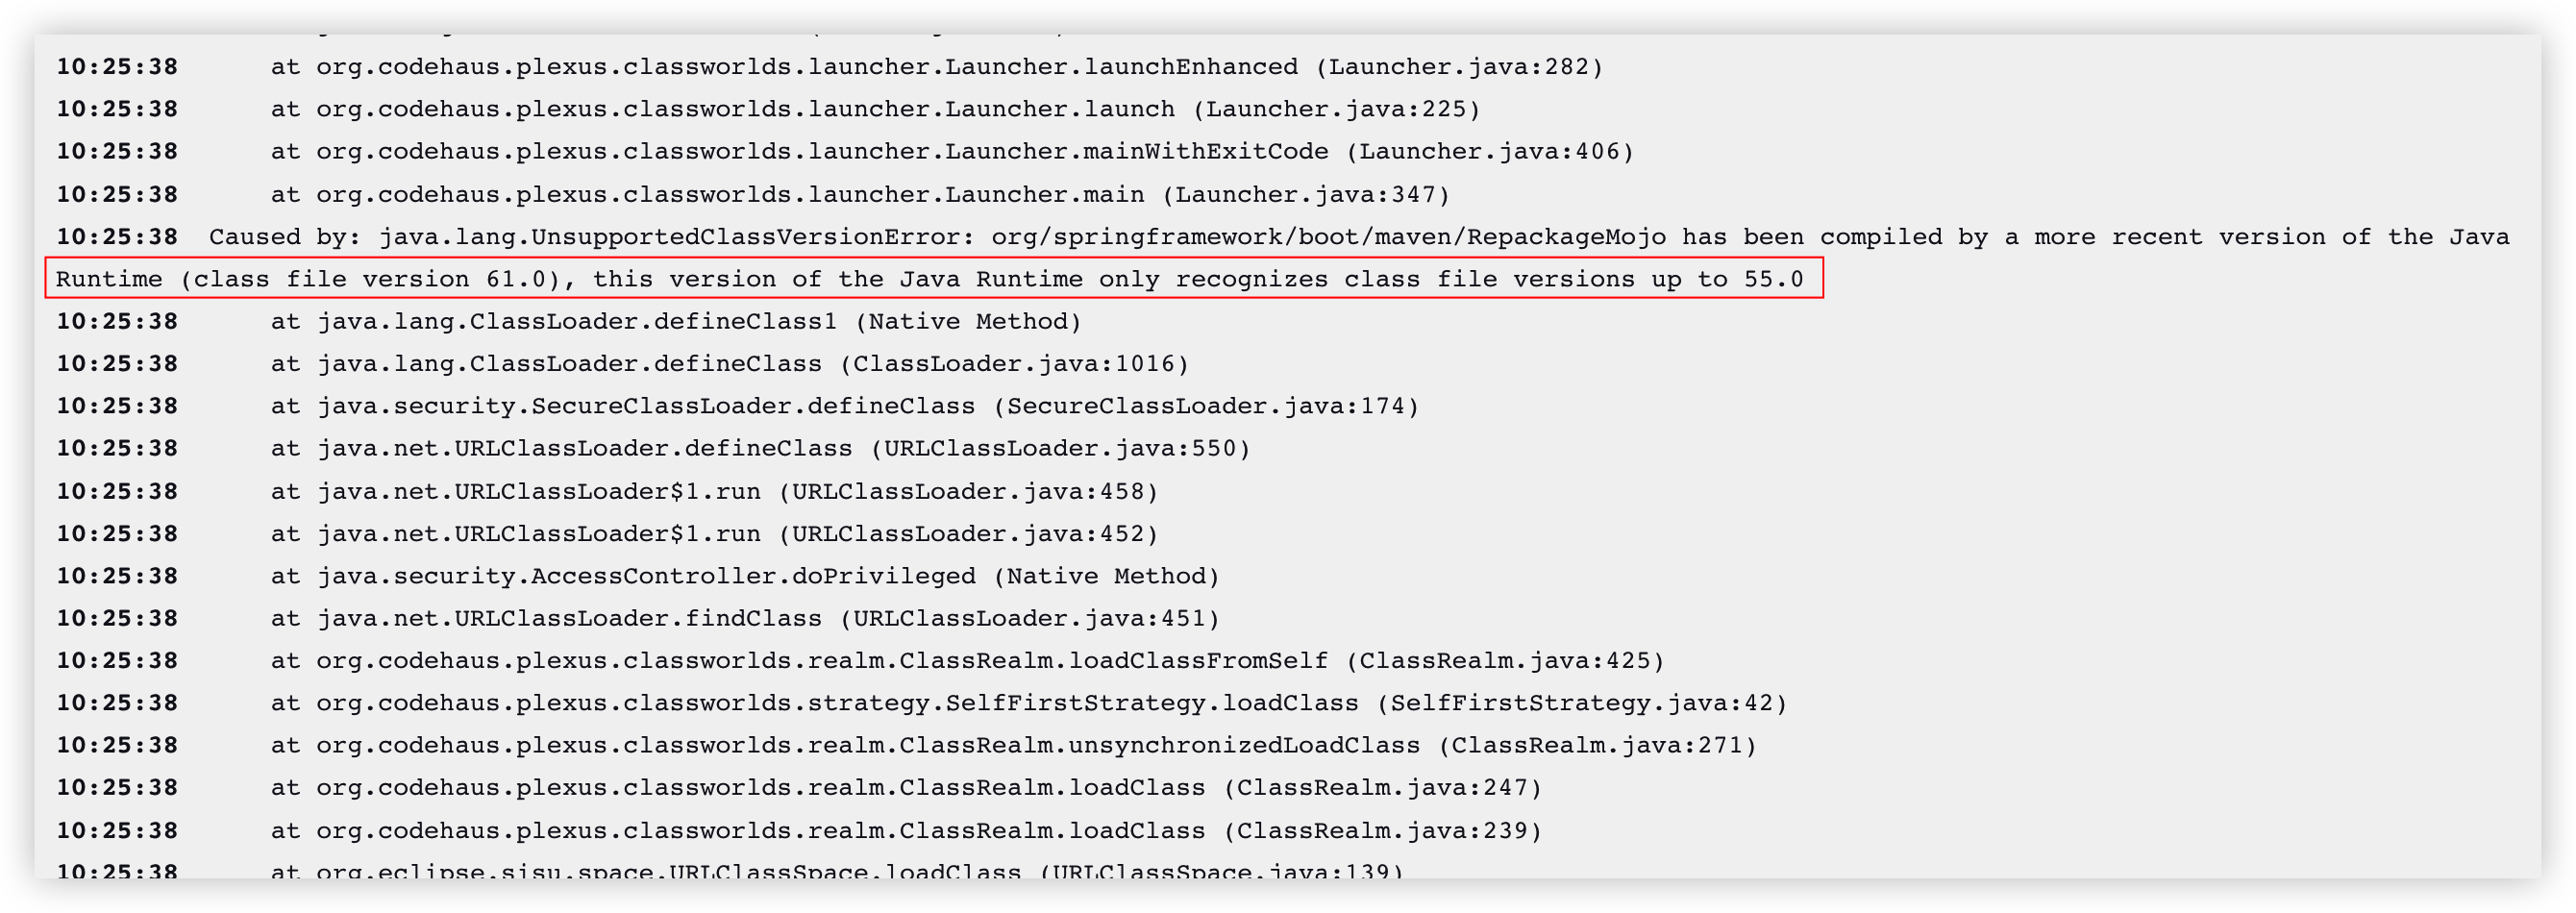 10:25:38 at org.codehaus.plexus.classworlds.launcher.Launcher.launchEnhanced (Launcher.java:282)
10:25:38 at org.codehaus.plexus.classworlds.launcher.Launcher.launch (Launcher.java:225)
10:25:38 at org.codehaus.plexus.classworlds.launcher.Launcher.mainWithExitCode (Launcher.java:406)
10:25:38 at org.codehaus.plexus.classworlds.launcher.Launcher.main (Launcher.java:347)
10:25:38 Caused by: java.lang.UnsupportedClassVersionError: org/springframework/boot/maven/RepackageMojo has been compiled by a more recent version of the Java
Runtime (class file version 61.0), this version of the Java Runtime only recognizes class file versions up to 55.0
10:25:38 at java.lang.ClassLoader.defineClass1 (Native Method)
10:25:38 at java.lang.ClassLoader.defineClass (ClassLoader.java:1016)
10:25:38 at java.security.SecureClassLoader.defineClass (SecureClassLoader.java:174)
10:25:38 at java.net.URLClassLoader.defineClass (URLClassLoader.java:550)
10:25:38 at java.net.URLClassLoader$1.run (URLClassLoader.java:458)
10:25:38 at java.net.URLClassLoader$1.run (URLClassLoader.java:452)
10:25:38 at java.security.AccessController.doPrivileged (Native Method)
10:25:38 at java.net.URLClassLoader.findClass (URLClassLoader.java:451)
10:25:38 at org.codehaus.plexus.classworlds.realm.ClassRealm.loadClassFromSelf (ClassRealm.java:425)
10:25:38 at org.codehaus.plexus.classworlds.strategy.SelfFirstStrategy.loadClass (SelfFirstStrategy.java:42)
10:25:38 at org.codehaus.plexus.classworlds.realm.ClassRealm.unsynchronizedLoadClass (ClassRealm.java:271)
10:25:38 at org.codehaus.plexus.classworlds.realm.ClassRealm.loadClass (ClassRealm.java:247)
10:25:38 at org.codehaus.plexus.classworlds.realm.ClassRealm.loadClass (ClassRealm.java:239)
10:25:38 at org.eclipse.sisu.space.URLClassSpace.loadClass (URLClassSpace.java:139)